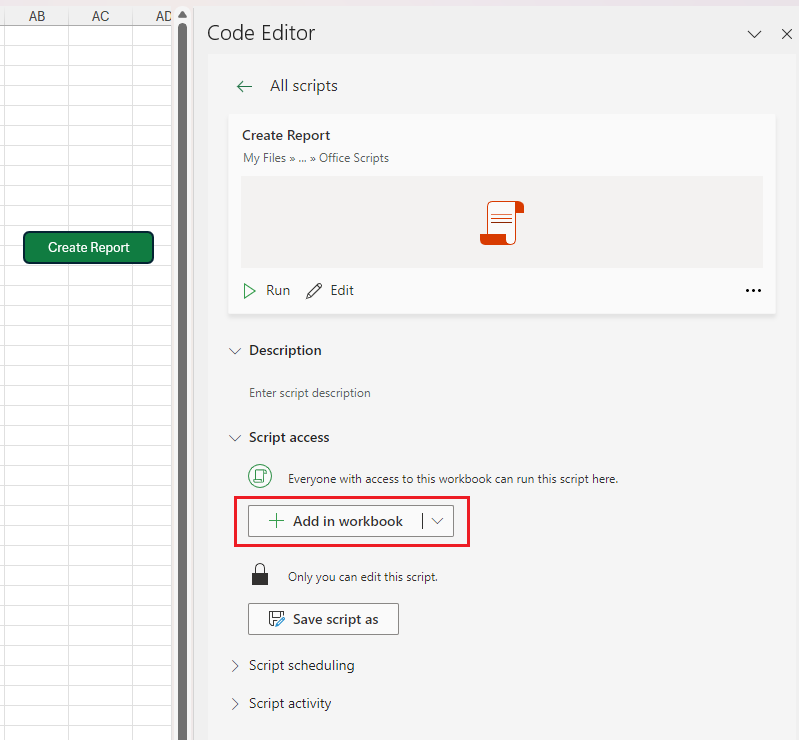 AB AC AD
Code Editor
All scripts
Create Report
My Files » ... » Office Scripts
Create Report
Run Edit ...
Description
Enter script description
Script access
Everyone with access to this workbook can run this script here.
Add in workbook
Only you can edit this script.
Save script as
Script scheduling
Script activity